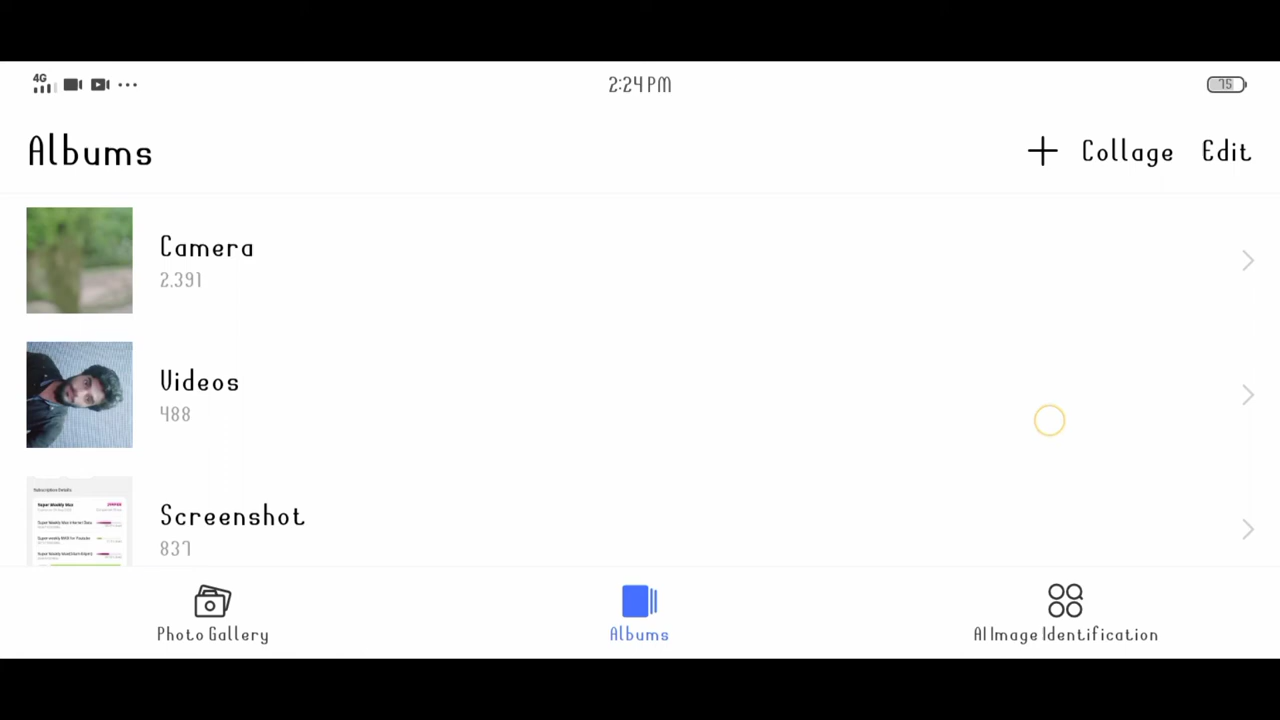 4G
2:24 PM
75
Albums
Collage
Edit
Camera
2,391
Videos
488
Screenshot
837
Photo Gallery
Albums
AI Image Identification